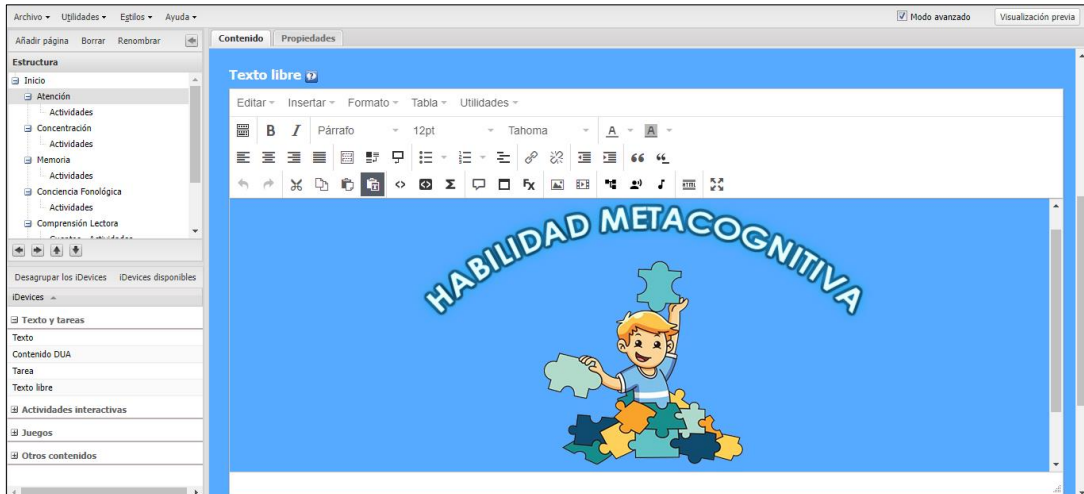 Archivo Utilidades Estilos Ayuda Modo avanzado Visualización previa
Añadir página Borrar Renombrar
Contenido Propiedades
Estructura
Inicio
Atención
Actividades
Concentración
Actividades
Memoria
Actividades
Conciencia Fonológica
Actividades
Comprensión Lectora
Desagrupar los iDevices iDevices disponibles
iDevices
Texto y tareas
Texto
Contenido DUA
Tarea
Texto libre
Actividades interactivas
Juegos
Otros contenidos
Texto libre ?
Editar Insertar Formato Tabla Utilidades
B I Párrafo 12pt Tahoma A A
Σ Fx HTML
HABILIDAD METACOGNITIVA